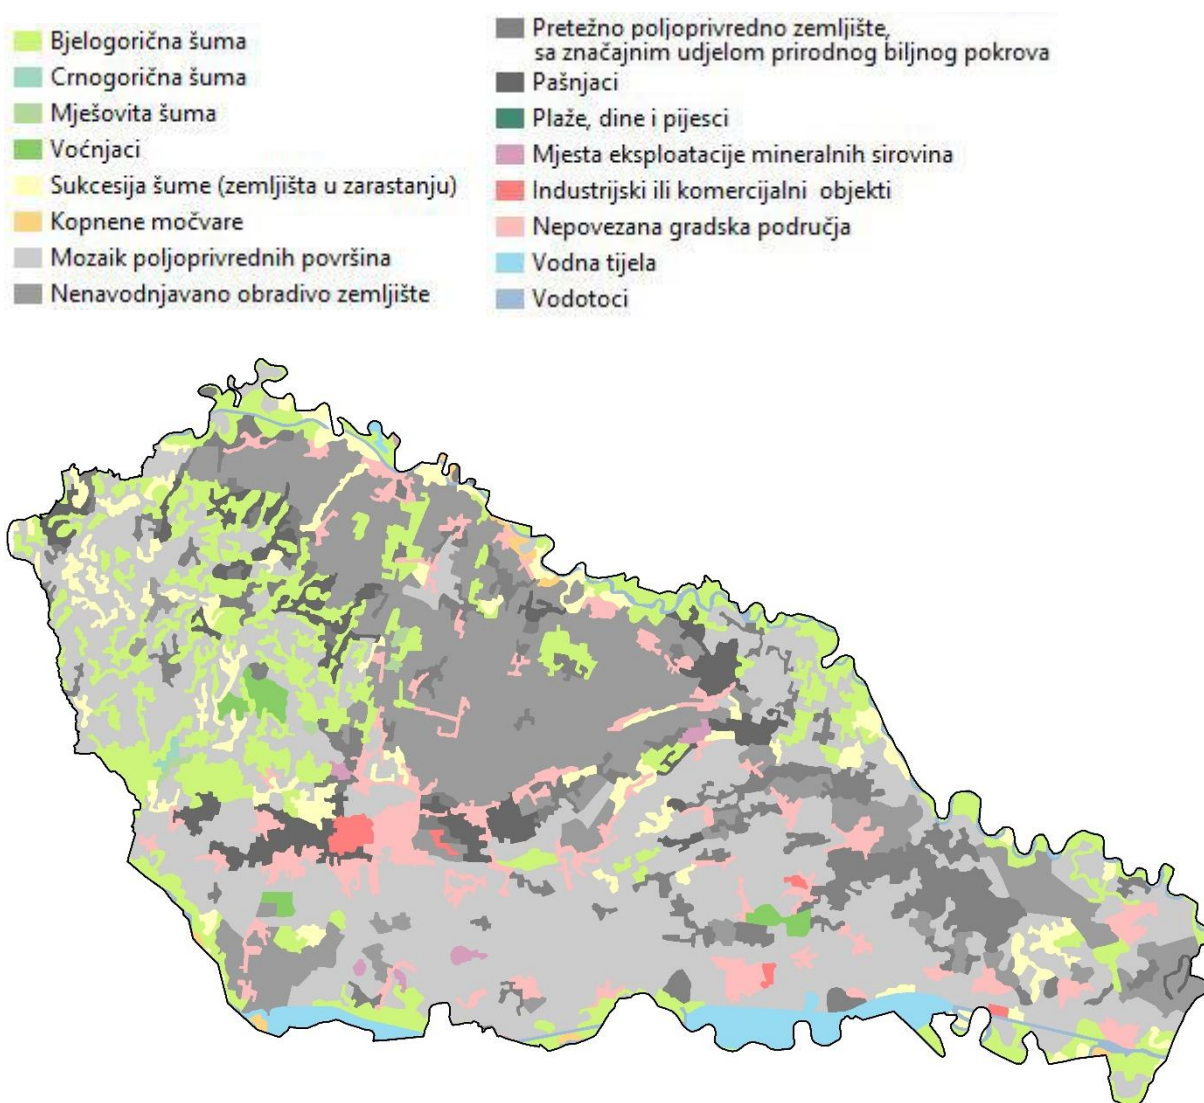 Bjelogorična šuma
Crnogorična šuma
Mješovita šuma
Voćnjaci
Sukcesija šume (zemljišta u zarastanju)
Kopnene močvare
Mozaik poljoprivrednih površina
Nenavodnjavano obradivo zemljište
Pretežno poljoprivredno zemljište,
sa značajnim udjelom prirodnog biljnog pokrova
Pašnjaci
Plaže, dine i pijesci
Mjesta eksploatacije mineralnih sirovina
Industrijski ili komercijalni objekti
Nepovezana gradska područja
Vodna tijela
Vodotoci